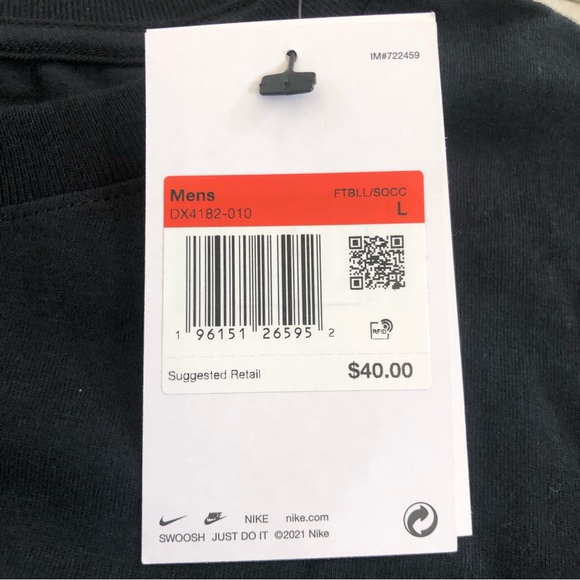 IM#722459
Mens FTBLL/SOCC
DX4182-010 L
1 96151 26595 2
RFID
Suggested Retail $40.00
NIKE nike.com
SWOOSH JUST DO IT ©2021 Nike